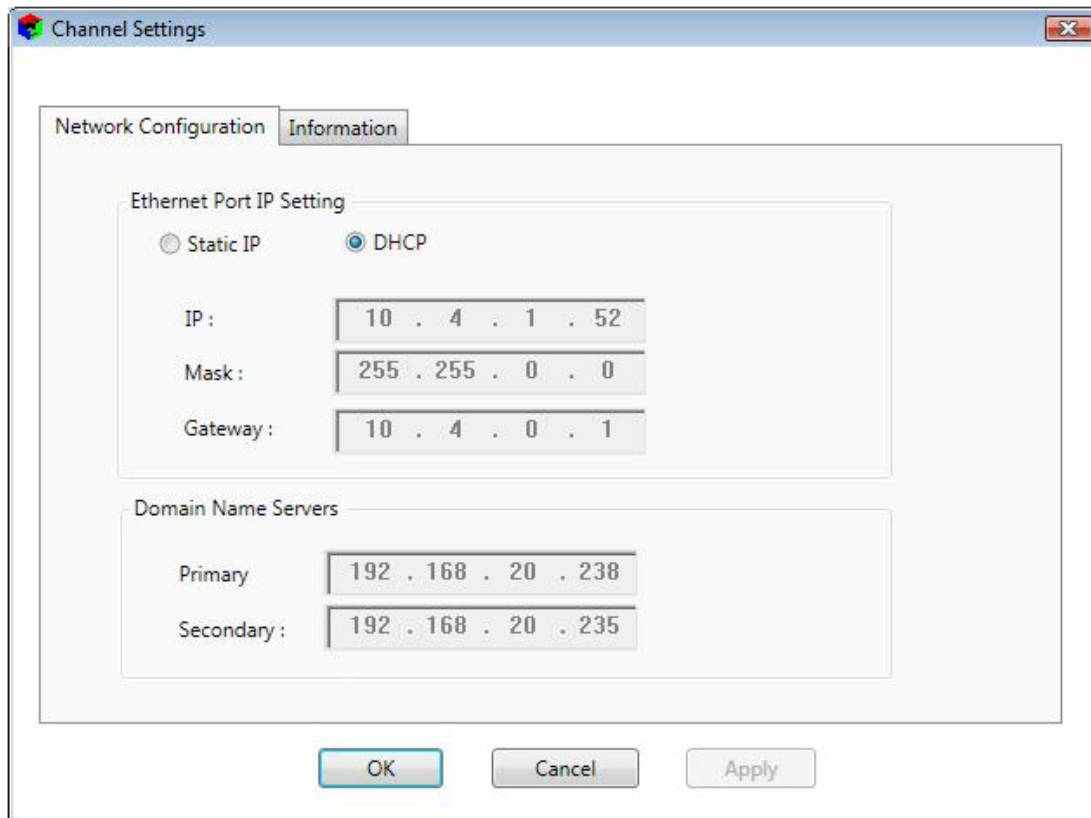 Channel Settings
Network Configuration Information
Ethernet Port IP Setting
Static IP DHCP
IP : 10 . 4 . 1 . 52
Mask : 255 . 255 . 0 . 0
Gateway : 10 . 4 . 0 . 1
Domain Name Servers
Primary 192 . 168 . 20 . 238
Secondary : 192 . 168 . 20 . 235
OK Cancel Apply